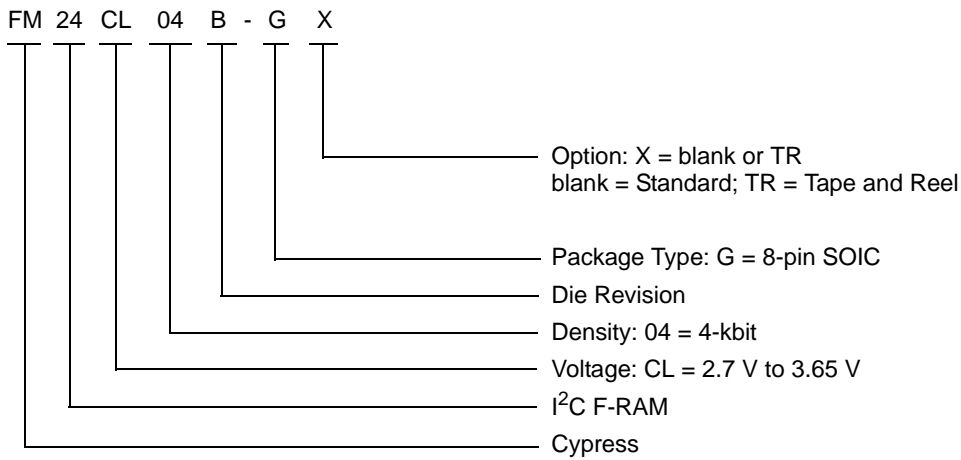 FM 24 CL 04 B - G X
Option: X = blank or TR
blank = Standard; TR = Tape and Reel
Package Type: G = 8-pin SOIC
Die Revision
Density: 04 = 4-kbit
Voltage: CL = 2.7 V to 3.65 V
I²C F-RAM
Cypress